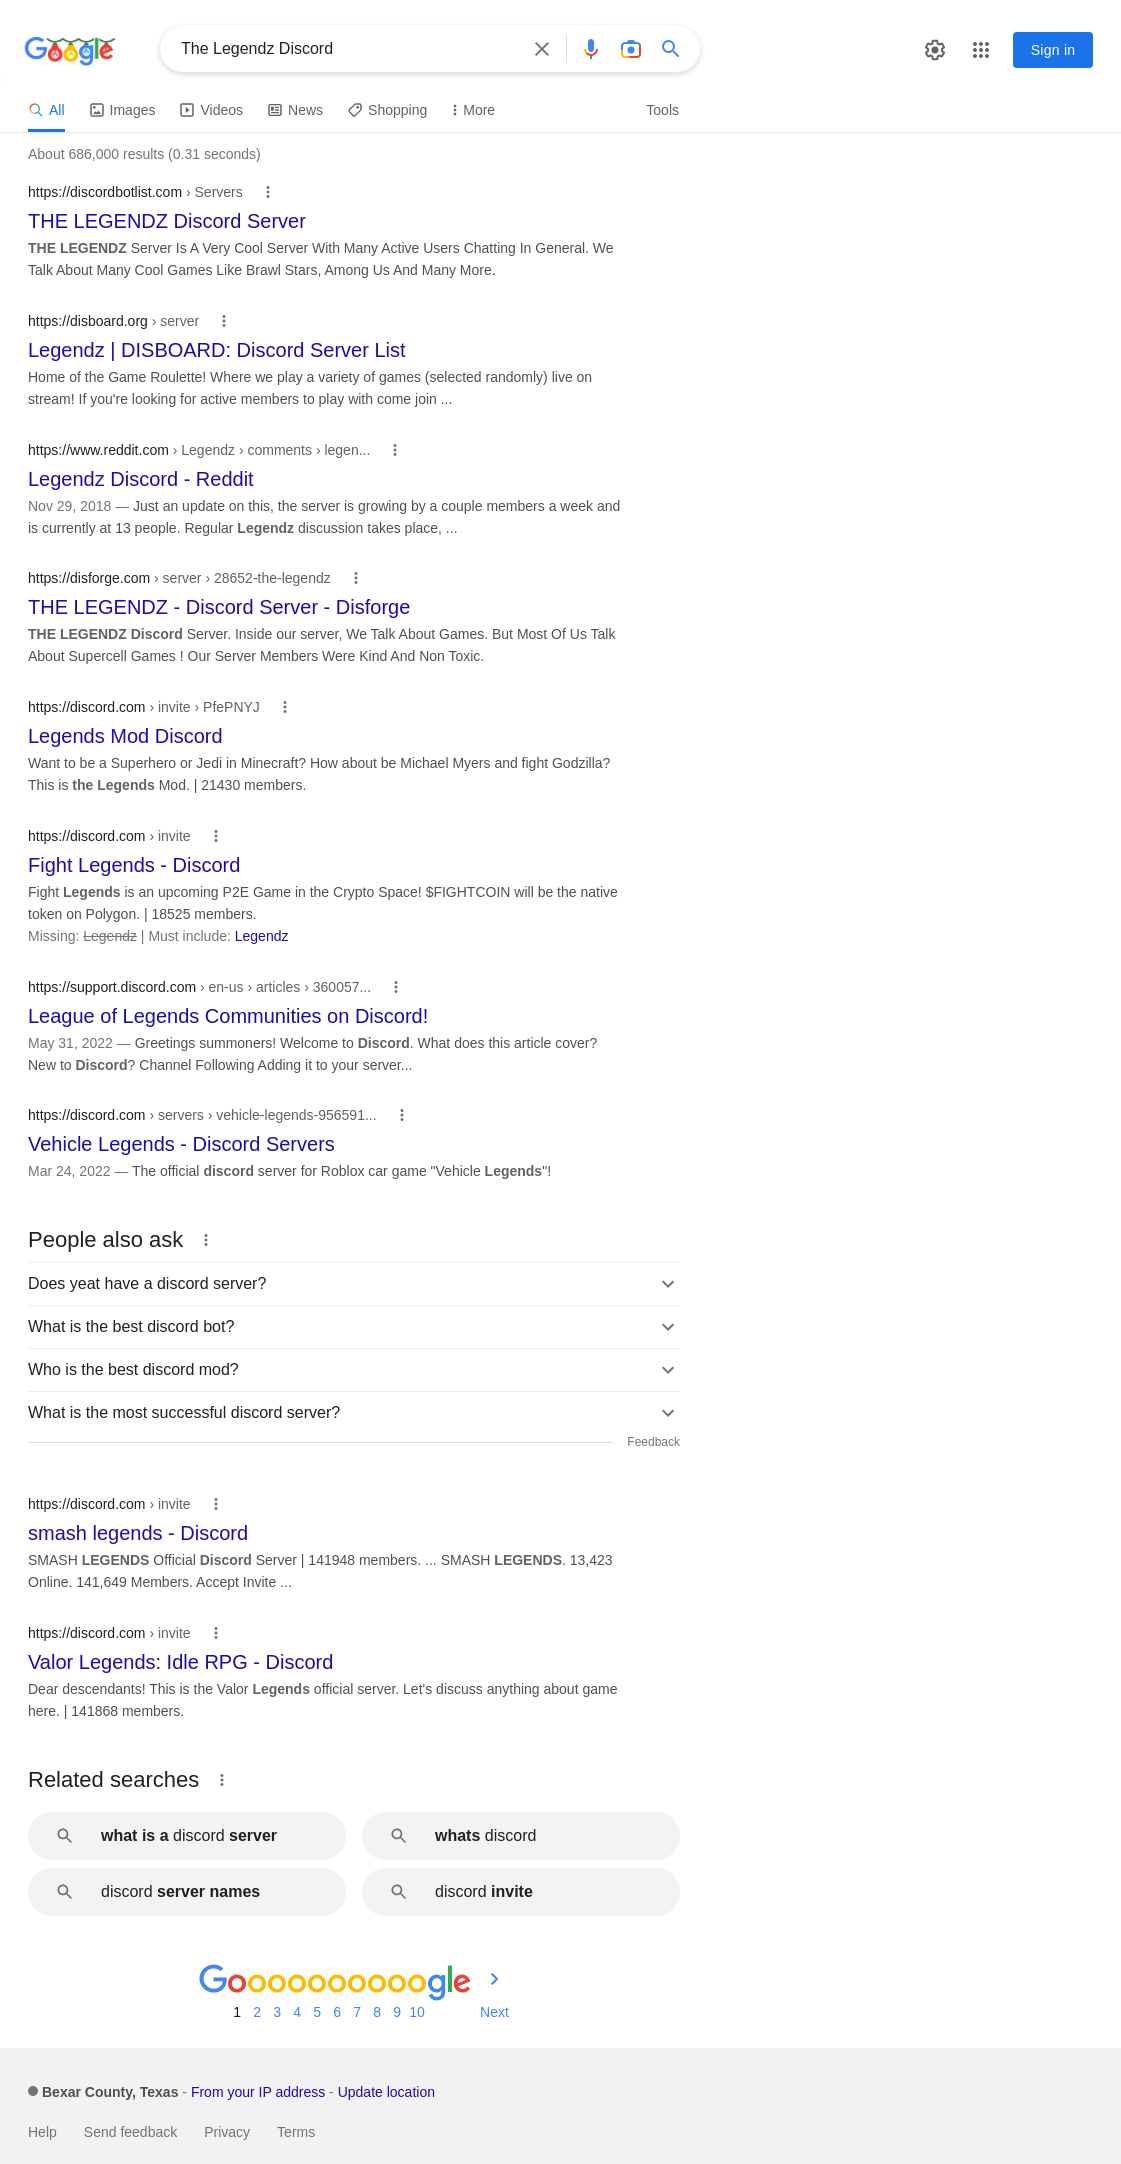 Google
The Legendz Discord
Sign in
All Images Videos News Shopping More Tools
About 686,000 results (0.31 seconds)
https://discordbotlist.com › Servers
THE LEGENDZ Discord Server
THE LEGENDZ Server Is A Very Cool Server With Many Active Users Chatting In General. We
Talk About Many Cool Games Like Brawl Stars, Among Us And Many More.
https://disboard.org › server
Legendz | DISBOARD: Discord Server List
Home of the Game Roulette! Where we play a variety of games (selected randomly) live on
stream! If you're looking for active members to play with come join ...
https://www.reddit.com › Legendz › comments › legen...
Legendz Discord - Reddit
Nov 29, 2018 — Just an update on this, the server is growing by a couple members a week and
is currently at 13 people. Regular Legendz discussion takes place, ...
https://disforge.com › server › 28652-the-legendz
THE LEGENDZ - Discord Server - Disforge
THE LEGENDZ Discord Server. Inside our server, We Talk About Games. But Most Of Us Talk
About Supercell Games ! Our Server Members Were Kind And Non Toxic.
https://discord.com › invite › PfePNYJ
Legends Mod Discord
Want to be a Superhero or Jedi in Minecraft? How about be Michael Myers and fight Godzilla?
This is the Legends Mod. | 21430 members.
https://discord.com › invite
Fight Legends - Discord
Fight Legends is an upcoming P2E Game in the Crypto Space! $FIGHTCOIN will be the native
token on Polygon. | 18525 members.
Missing: Legendz | Must include: Legendz
https://support.discord.com › en-us › articles › 360057...
League of Legends Communities on Discord!
May 31, 2022 — Greetings summoners! Welcome to Discord. What does this article cover?
New to Discord? Channel Following Adding it to your server...
https://discord.com › servers › vehicle-legends-956591...
Vehicle Legends - Discord Servers
Mar 24, 2022 — The official discord server for Roblox car game "Vehicle Legends"!
People also ask
Does yeat have a discord server?
What is the best discord bot?
Who is the best discord mod?
What is the most successful discord server?
Feedback
https://discord.com › invite
smash legends - Discord
SMASH LEGENDS Official Discord Server | 141948 members. ... SMASH LEGENDS. 13,423
Online. 141,649 Members. Accept Invite ...
https://discord.com › invite
Valor Legends: Idle RPG - Discord
Dear descendants! This is the Valor Legends official server. Let's discuss anything about game
here. | 141868 members.
Related searches
what is a discord server whats discord
discord server names discord invite
Goooooooooogle
1 2 3 4 5 6 7 8 9 10 Next
Bexar County, Texas - From your IP address - Update location
Help Send feedback Privacy Terms